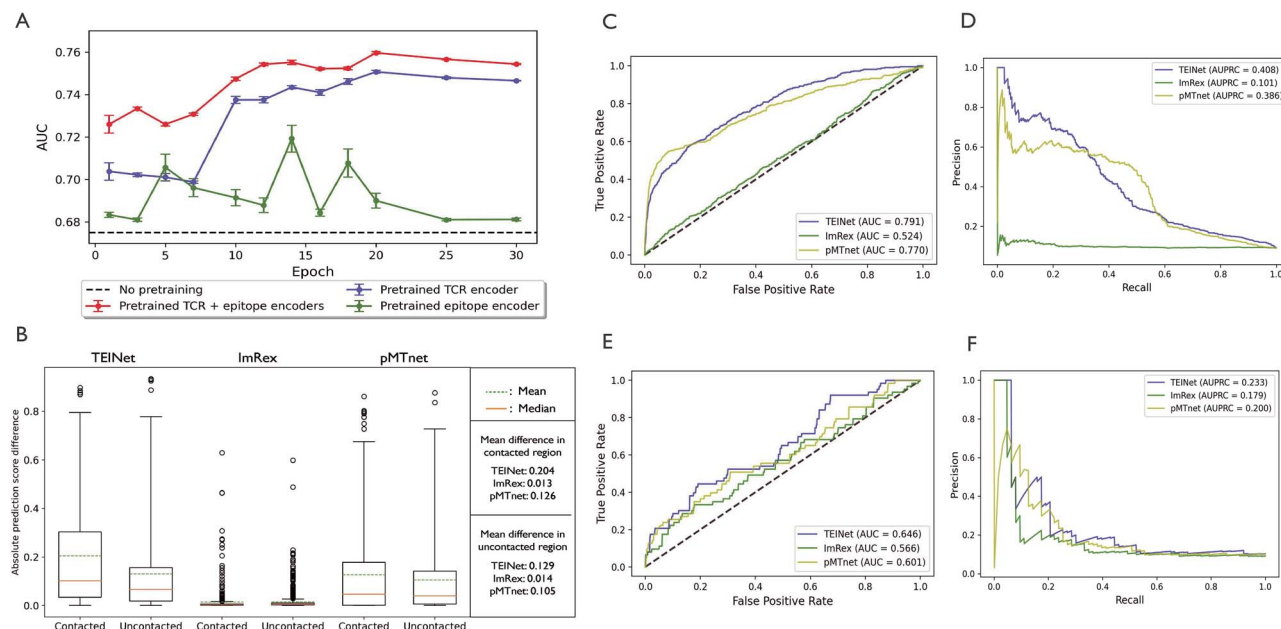 A
0.76
0.74
0.72
0.70
0.68
AUC
0 5 10 15 20 25 30
Epoch
No pretraining
Pretrained TCR + epitope encoders
Pretrained TCR encoder
Pretrained epitope encoder
B
TEINet ImRex pMTnet
0.8
0.6
0.4
0.2
0.0
Absolute prediction score difference
Contacted Uncontacted Contacted Uncontacted Contacted Uncontacted
: Mean
: Median
Mean difference in
contacted region
TEINet: 0.204
ImRex: 0.013
pMTnet: 0.126
Mean difference in
uncontacted region
TEINet: 0.129
ImRex: 0.014
pMTnet: 0.105
C
1.0
0.8
0.6
0.4
0.2
0.0
True Positive Rate
TEINet (AUC = 0.791)
ImRex (AUC = 0.524)
pMTnet (AUC = 0.770)
0.0 0.2 0.4 0.6 0.8 1.0
False Positive Rate
D
1.0
0.8
0.6
0.4
0.2
Precision
TEINet (AUPRC = 0.408)
ImRex (AUPRC = 0.101)
pMTnet (AUPRC = 0.386)
0.0 0.2 0.4 0.6 0.8 1.0
Recall
E
1.0
0.8
0.6
0.4
0.2
0.0
True Positive Rate
TEINet (AUC = 0.646)
ImRex (AUC = 0.566)
pMTnet (AUC = 0.601)
0.0 0.2 0.4 0.6 0.8 1.0
False Positive Rate
F
1.0
0.8
0.6
0.4
0.2
0.0
Precision
TEINet (AUPRC = 0.233)
ImRex (AUPRC = 0.179)
pMTnet (AUPRC = 0.200)
0.0 0.2 0.4 0.6 0.8 1.0
Recall